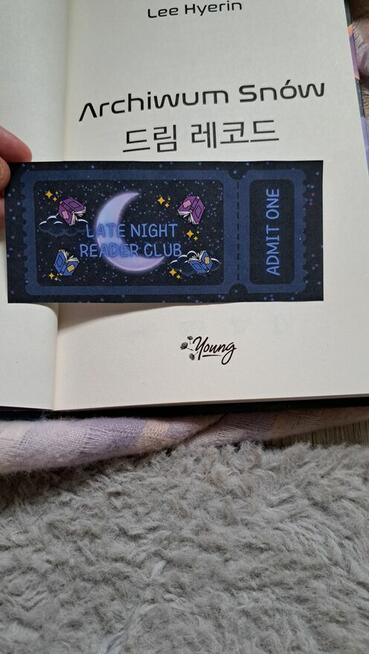 Lee Hyerin
Archiwum Snów
드림 레코드
LATE NIGHT
READER CLUB
ADMIT ONE
Young